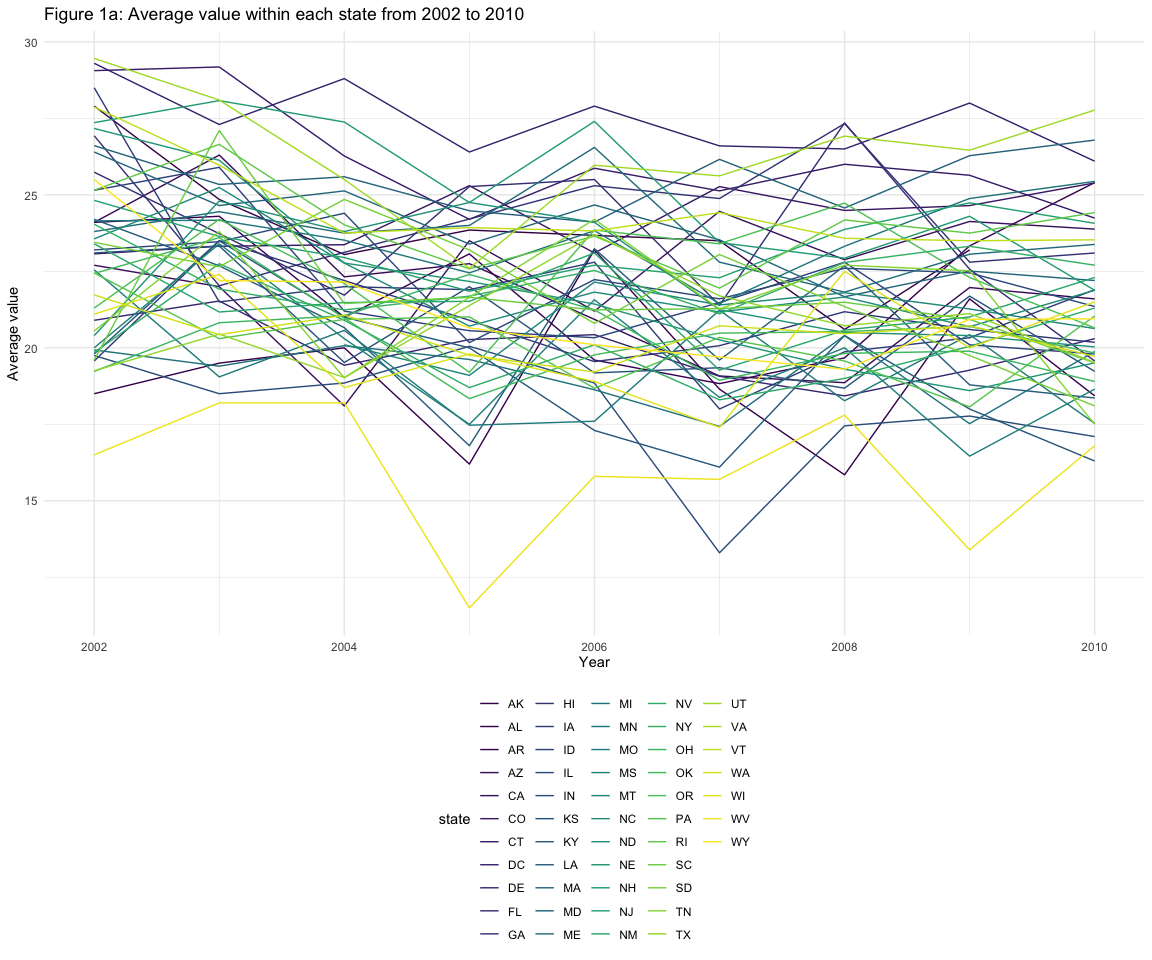 Figure 1a: Average value within each state from 2002 to 2010
Average value
30
25
20
15
2002 2004 2006 2008 2010
Year
state
AK HI MI NV UT
AL IA MN NY VA
AR ID MO OH VT
AZ IL MS OK WA
CA IN MT OR WI
CO KS NC PA WV
CT KY ND RI WY
DC LA NE SC
DE MA NH SD
FL MD NJ TN
GA ME NM TX